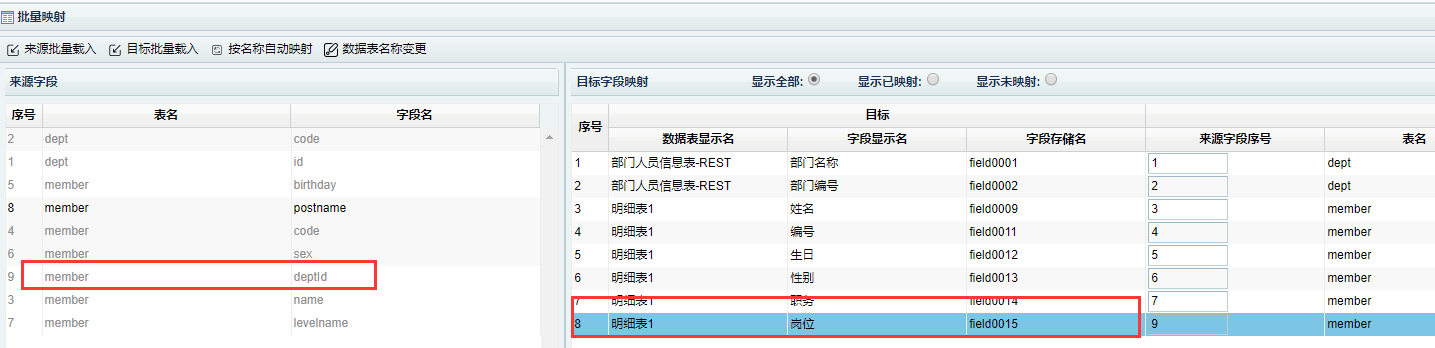 批量映射
来源批量载入 目标批量载入 按名称自动映射 数据表名称变更
来源字段
序号 表名 字段名
2 dept code
1 dept id
5 member birthday
8 member postname
4 member code
6 member sex
9 member deptId
3 member name
7 member levelname
目标字段映射 显示全部: 显示已映射: 显示未映射:
序号 目标
数据表显示名 字段显示名 字段存储名 来源字段序号 表名
1 部门人员信息表-REST 部门名称 field0001 1 dept
2 部门人员信息表-REST 部门编号 field0002 2 dept
3 明细表1 姓名 field0009 3 member
4 明细表1 编号 field0011 4 member
5 明细表1 生日 field0012 5 member
6 明细表1 性别 field0013 6 member
7 明细表1 职务 field0014 7 member
8 明细表1 岗位 field0015 9 member